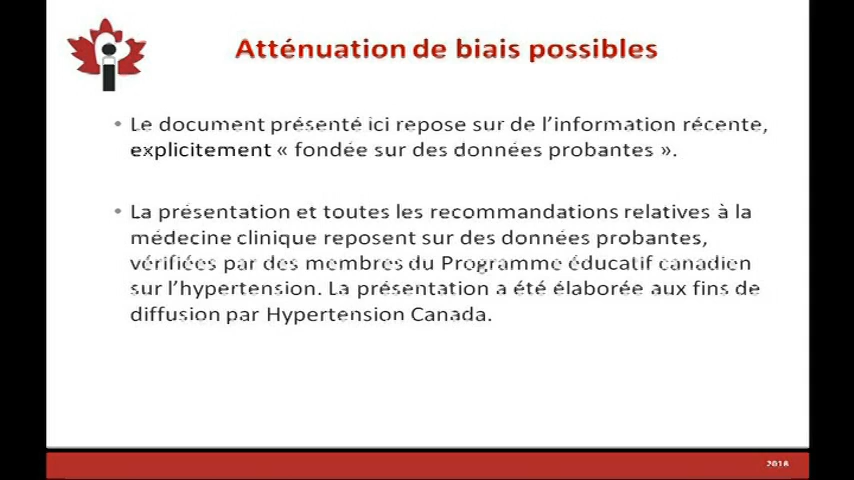 Atténuation de biais possibles
• Le document présenté ici repose sur de l’information récente,
explicitement « fondée sur des données probantes ».
• La présentation et toutes les recommandations relatives à la
médecine clinique reposent sur des données probantes,
vérifiées par des membres du Programme éducatif canadien
sur l’hypertension. La présentation a été élaborée aux fins de
diffusion par Hypertension Canada.
2016